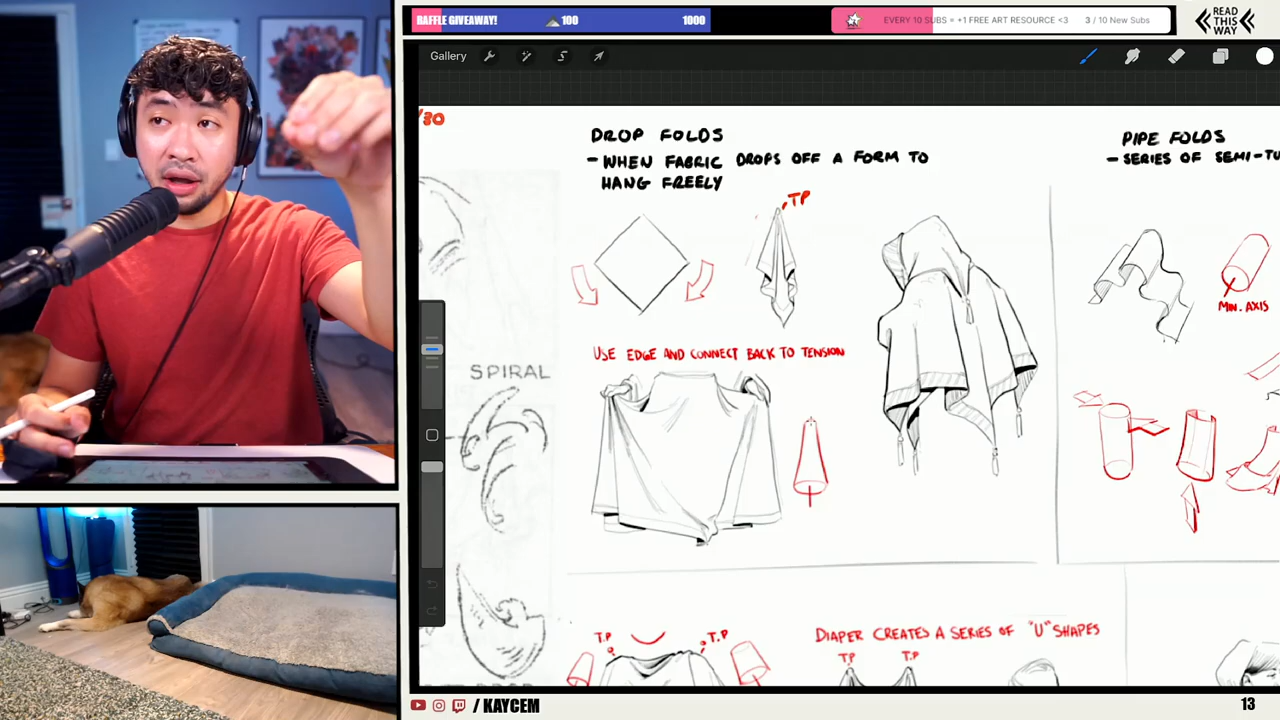 RAFFLE GIVEAWAY!
100
1000
EVERY 10 SUBS = +1 FREE ART RESOURCE <3
3 / 10 New Subs
READ
THIS
WAY
Gallery
/30
DROP FOLDS
- WHEN FABRIC DROPS OFF A FORM TO
HANG FREELY
TP
PIPE FOLDS
- SERIES OF SEMI-TU
MIN. AXIS
USE EDGE AND CONNECT BACK TO TENSION
SPIRAL
T.P
T.P
DIAPER CREATES A SERIES OF "U" SHAPES
T.P
T.P
/ KAYCEM
13